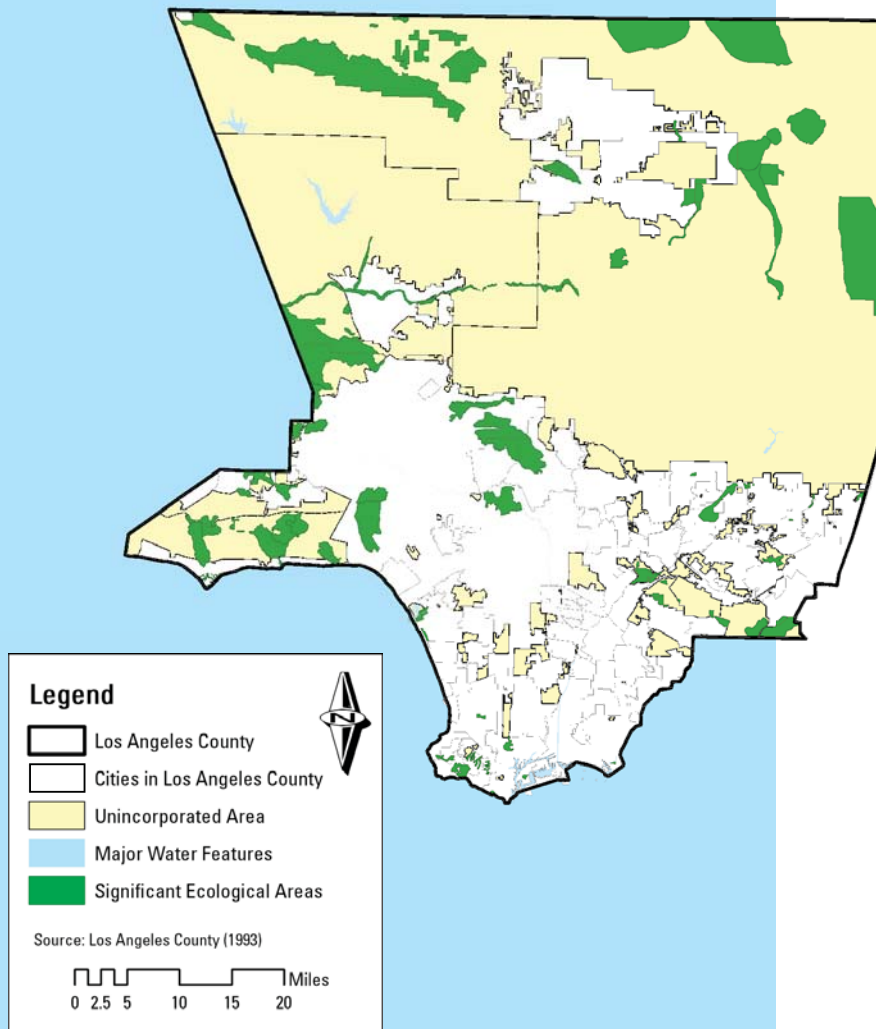 Legend
N
Los Angeles County
Cities in Los Angeles County
Unincorporated Area
Major Water Features
Significant Ecological Areas
Source: Los Angeles County (1993)
Miles
0 2.5 5 10 15 20